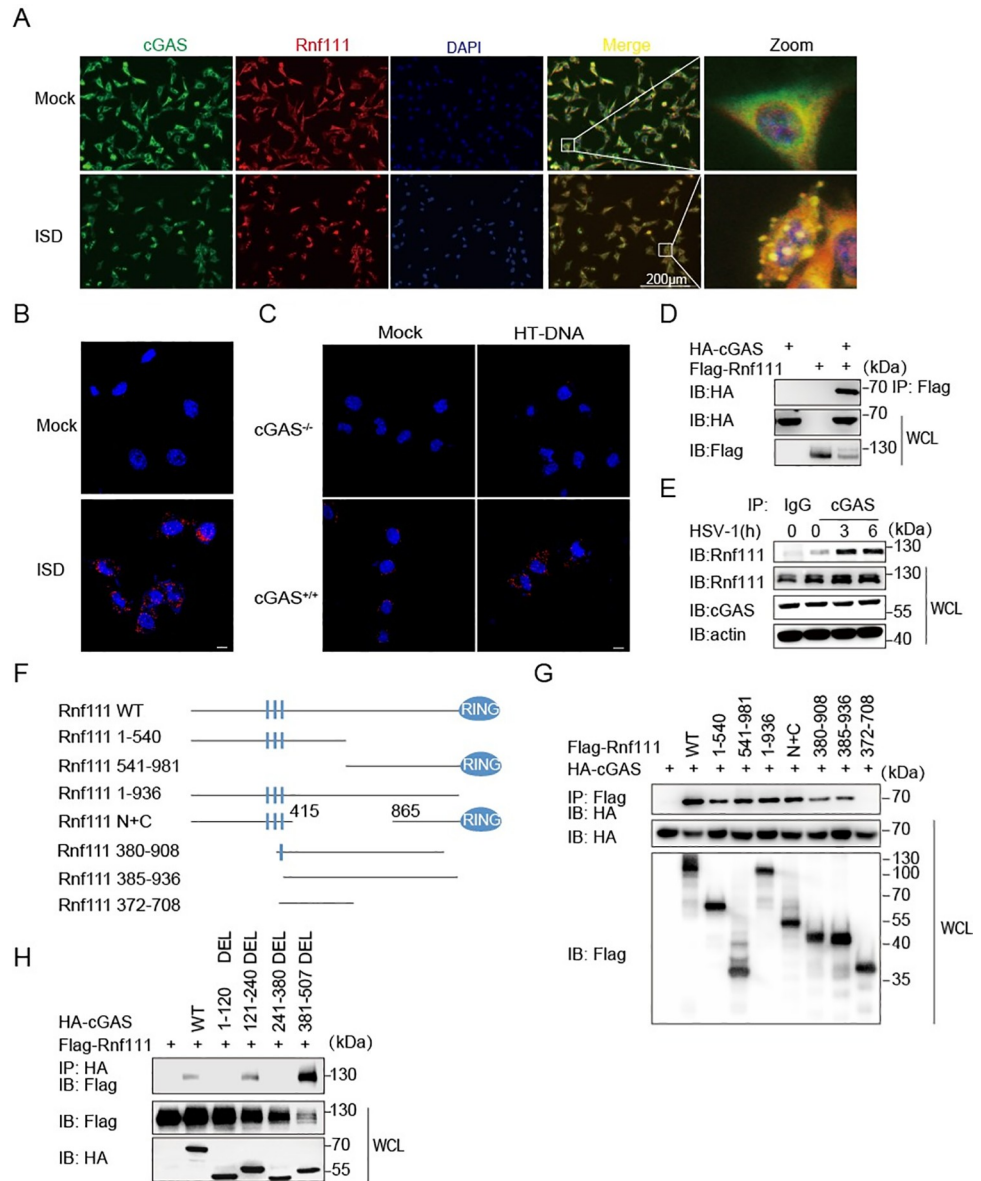 A
cGAS Rnf111 DAPI Merge Zoom
Mock
ISD
200μm
B
Mock
ISD
C
Mock HT-DNA
cGAS-/-
cGAS+/+
D
HA-cGAS + +
Flag-Rnf111 + + (kDa)
IB:HA -70 IP: Flag
IB:HA -70
IB:Flag -130
WCL
E
IP: IgG cGAS
HSV-1(h) 0 0 3 6 (kDa)
IB:Rnf111 -130
IB:Rnf111 -130
IB:cGAS -55
IB:actin -40
WCL
F
Rnf111 WT RING
Rnf111 1-540
Rnf111 541-981 RING
Rnf111 1-936
Rnf111 N+C 415 865 RING
Rnf111 380-908
Rnf111 385-936
Rnf111 372-708
G
Flag-Rnf111 WT 1-540 541-981 1-936 N+C 380-908 385-936 372-708
HA-cGAS + + + + + + + + + (kDa)
IP: Flag
IB: HA -70
IB: HA -70
IB: Flag
-130
-100
-70
-55
-40
-35
WCL
H
HA-cGAS WT 1-120 DEL 121-240 DEL 241-380 DEL 381-507 DEL
Flag-Rnf111 + + + + + + (kDa)
IP: HA
IB: Flag -130
IB: Flag -130
IB: HA -70
-55
WCL